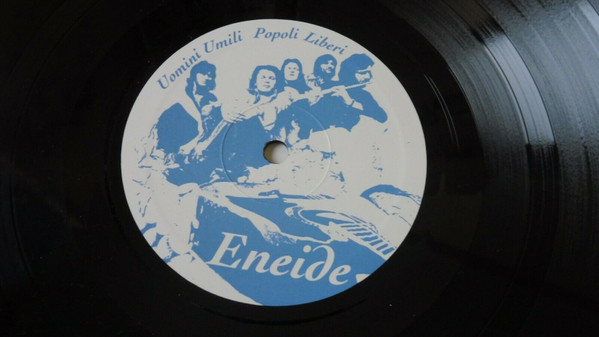 Uomini Umili Popoli Liberi
Eneide